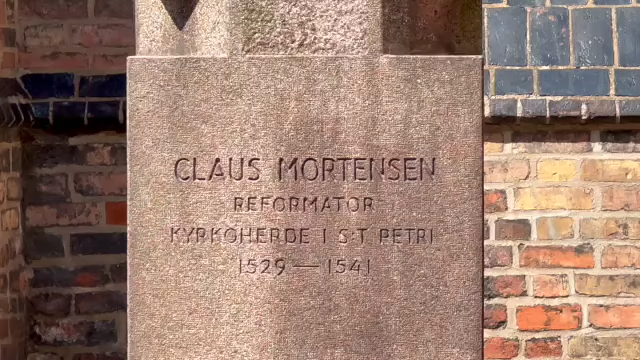 CLAUS MORTENSEN
REFORMATOR
KYRKOHERDE I S:T PETRI
1529 — 1541